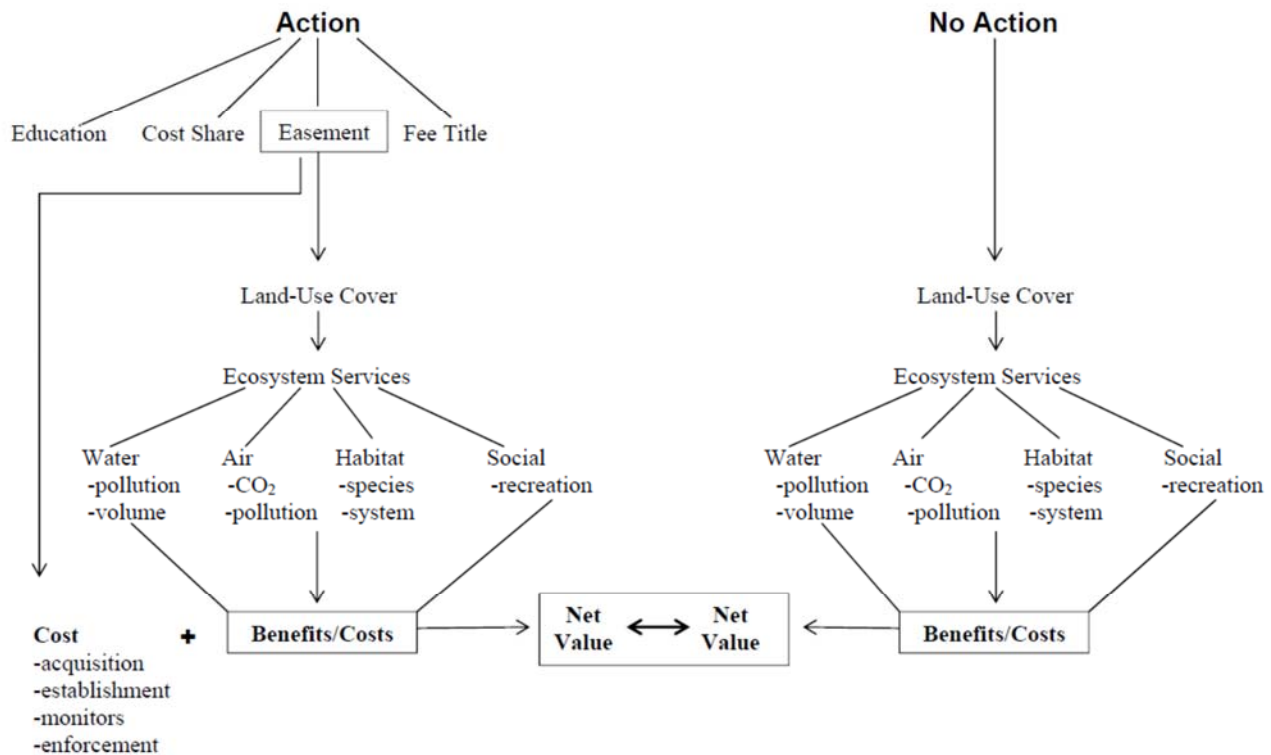 Action
No Action
Education Cost Share Easement Fee Title
Land-Use Cover
Land-Use Cover
Ecosystem Services
Ecosystem Services
Water
-pollution
-volume
Air
-CO₂
-pollution
Habitat
-species
-system
Social
-recreation
Water
-pollution
-volume
Air
-CO₂
-pollution
Habitat
-species
-system
Social
-recreation
Cost
-acquisition
-establishment
-monitors
-enforcement
+
Benefits/Costs
Net
Value
Net
Value
Benefits/Costs